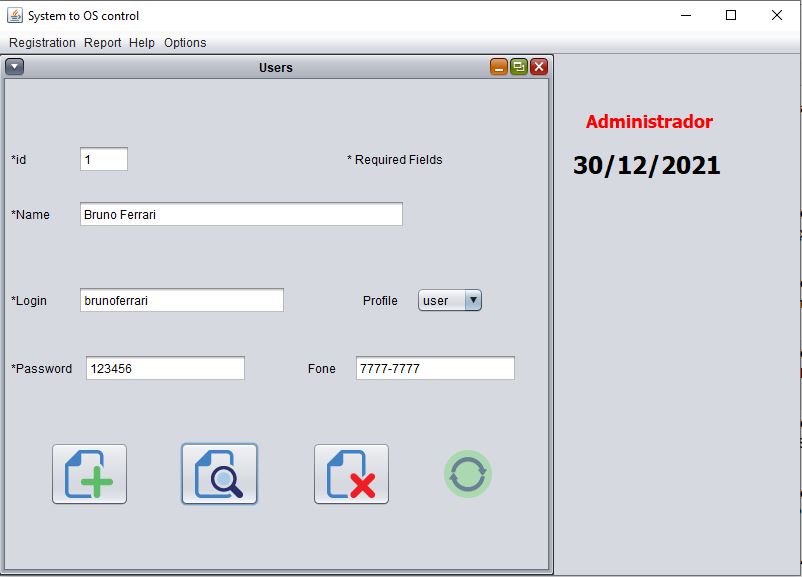 System to OS control
Registration Report Help Options
Users
Administrador
30/12/2021
*id 1 * Required Fields
*Name Bruno Ferrari
*Login brunoferrari Profile user
*Password 123456 Fone 7777-7777